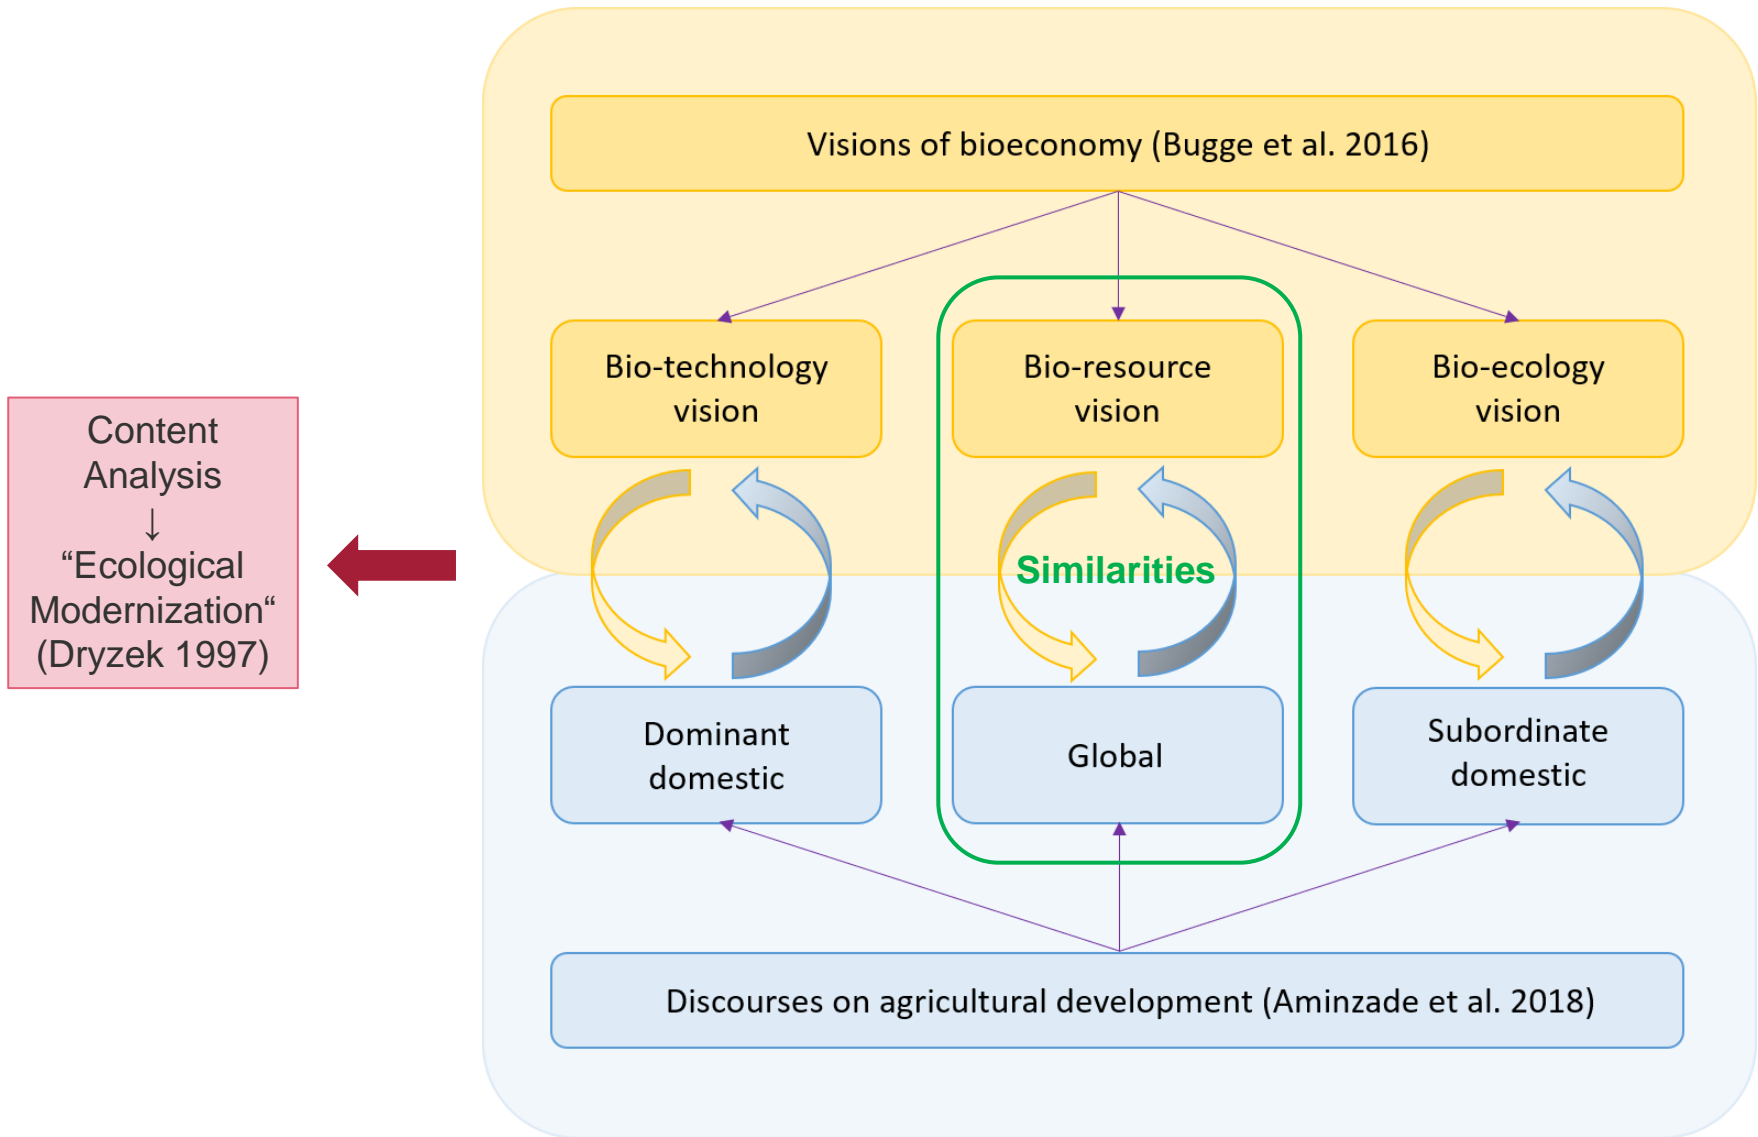 Visions of bioeconomy (Bugge et al. 2016)
Bio-technology
vision
Bio-resource
vision
Bio-ecology
vision
Content
Analysis
↓
“Ecological
Modernization“
(Dryzek 1997)
Similarities
Dominant
domestic
Global
Subordinate
domestic
Discourses on agricultural development (Aminzade et al. 2018)